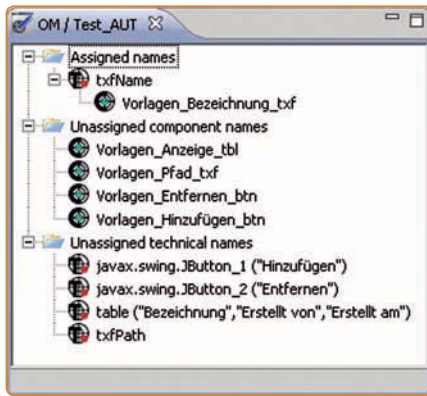 OM / Test_AUT
Assigned names
txfName
Vorlagen_Bezeichnung_txf
Unassigned component names
Vorlagen_Anzeige_tbl
Vorlagen_Pfad_txf
Vorlagen_Entfernen_btn
Vorlagen_Hinzufügen_btn
Unassigned technical names
javax.swing.JButton_1 ("Hinzufügen")
javax.swing.JButton_2 ("Entfernen")
table ("Bezeichnung","Erstellt von","Erstellt am")
txfPath